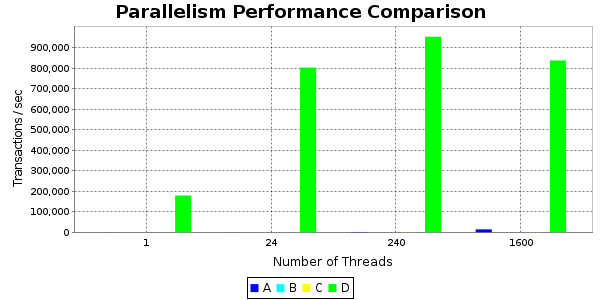 Parallelism Performance Comparison
Transactions / sec
900,000
800,000
700,000
600,000
500,000
400,000
300,000
200,000
100,000
0
1 24 240 1600
Number of Threads
A B C D